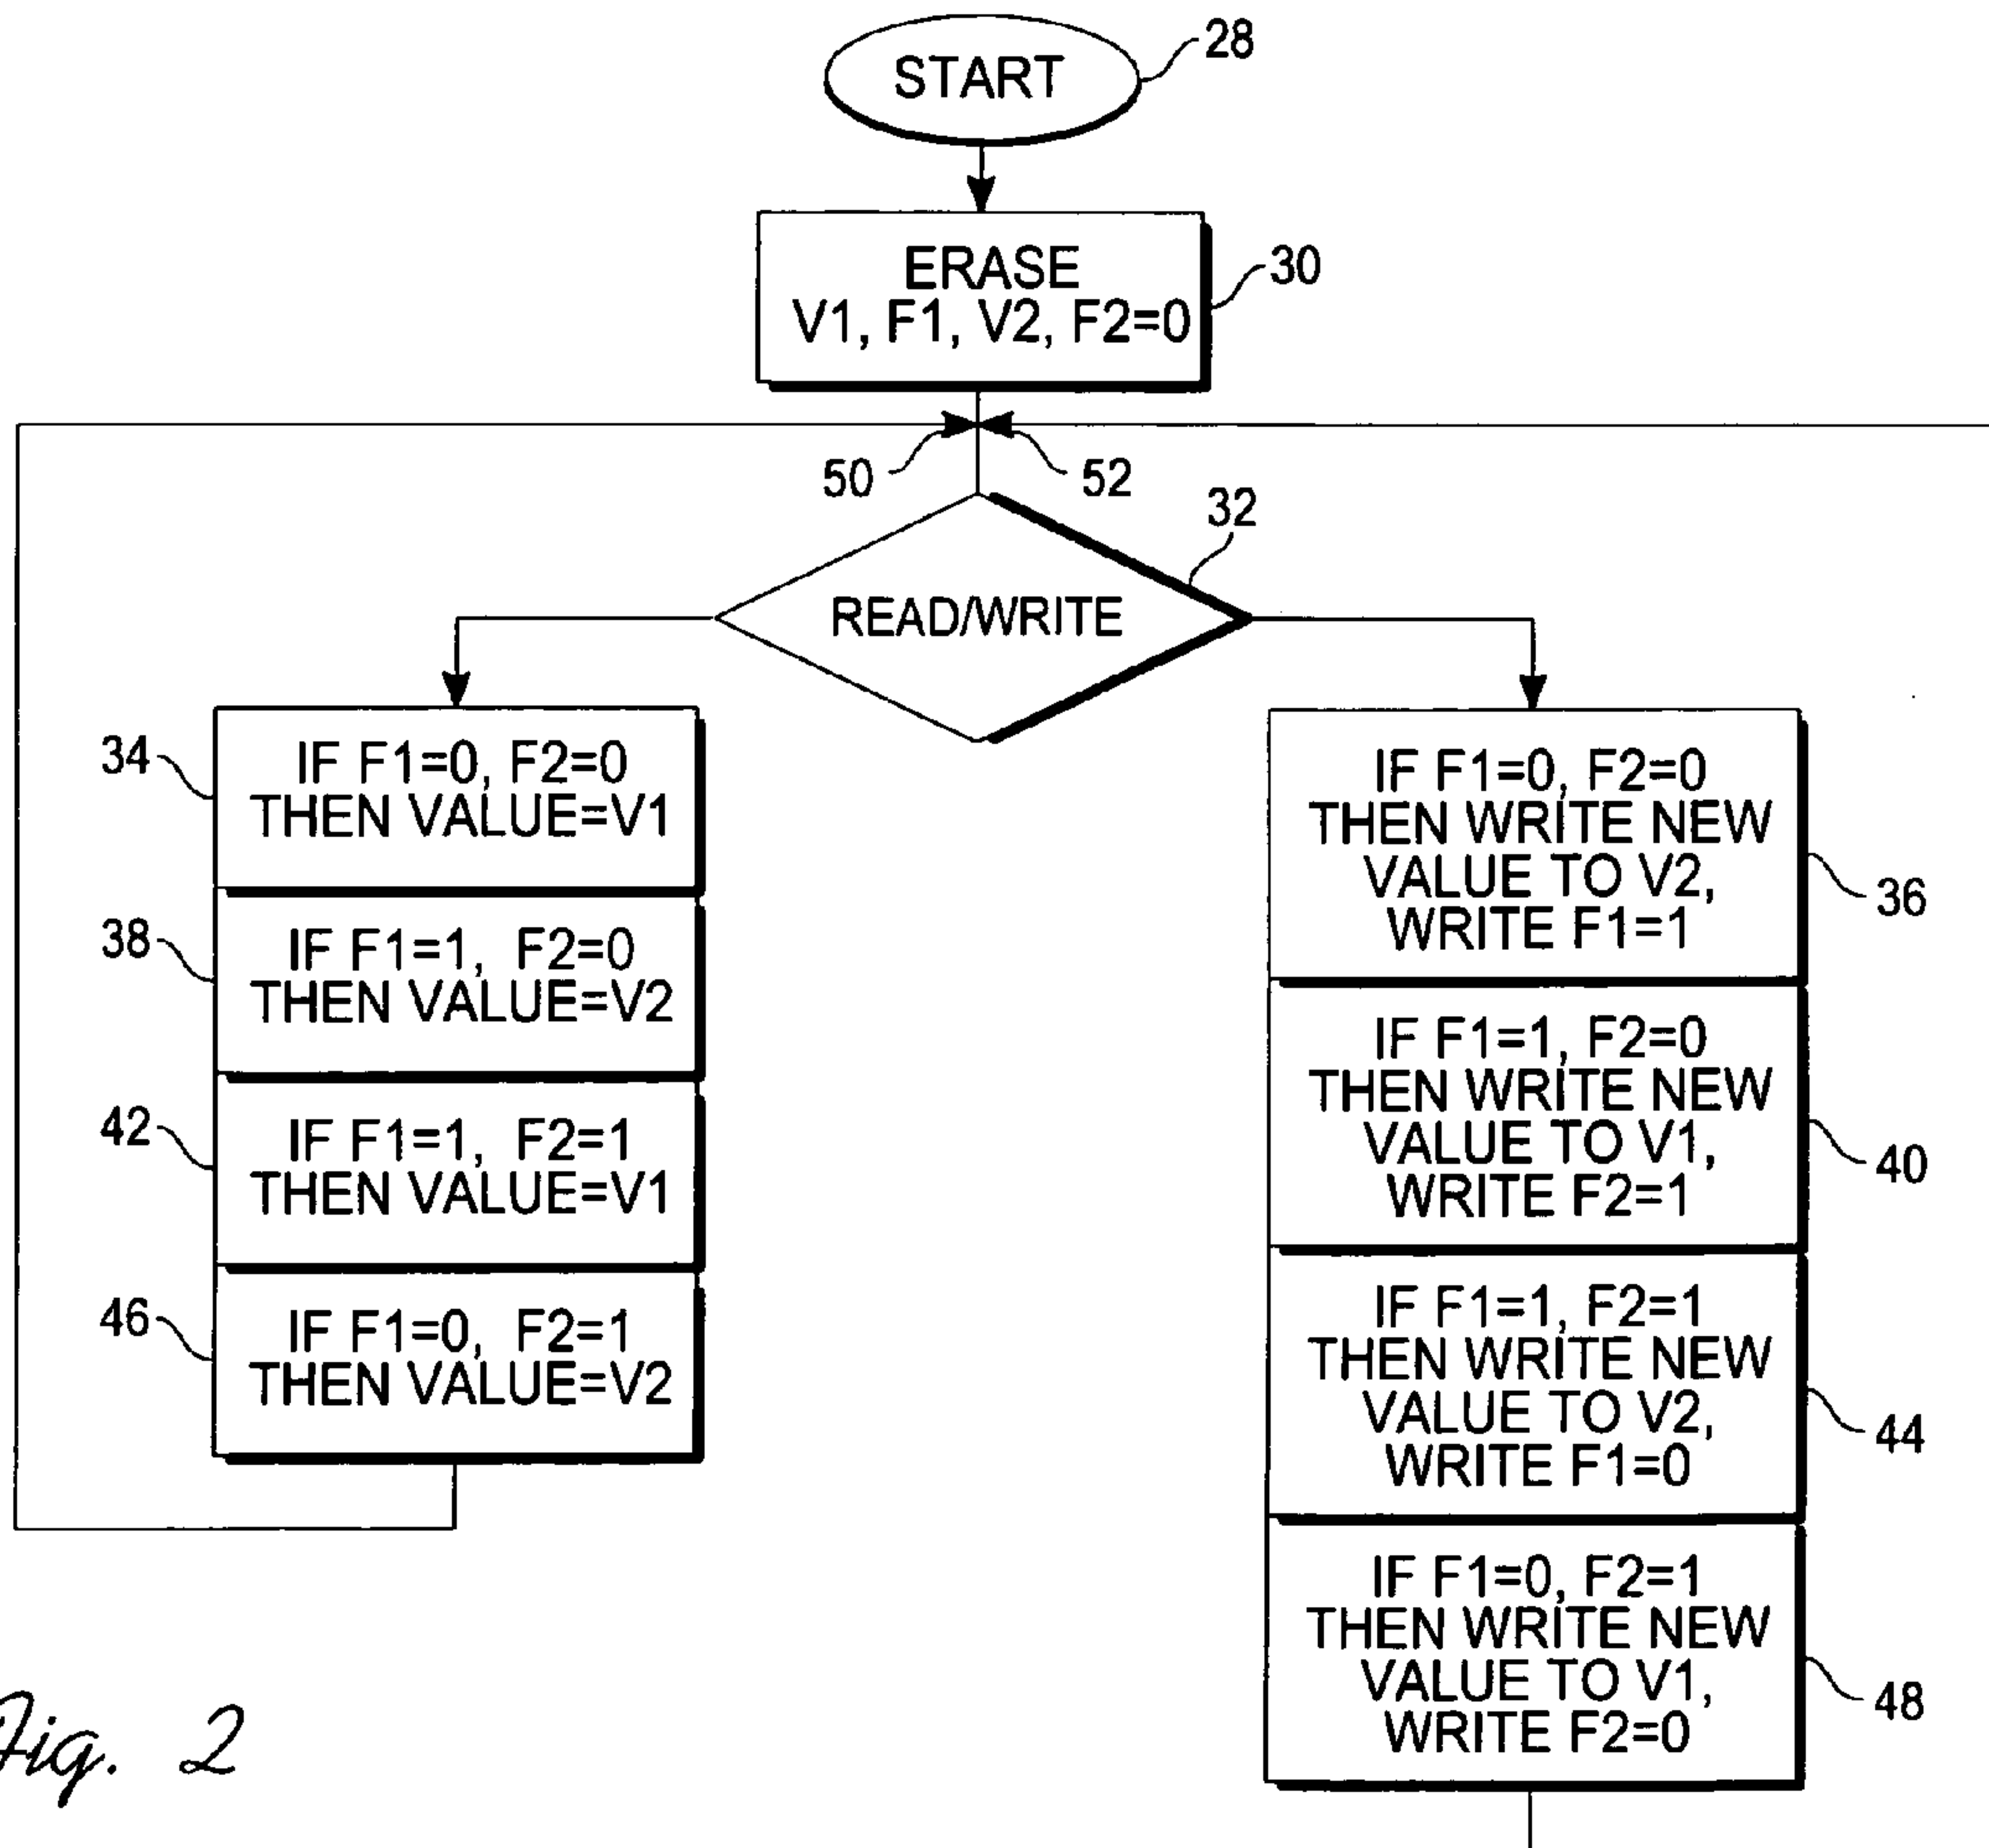 START
28
ERASE
V1, F1, V2, F2=0
30
50
52
32
READ/WRITE
34
IF F1=0, F2=0
THEN VALUE=V1
38
IF F1=1, F2=0
THEN VALUE=V2
42
IF F1=1, F2=1
THEN VALUE=V1
46
IF F1=0, F2=1
THEN VALUE=V2
IF F1=0, F2=0
THEN WRITE NEW
VALUE TO V2,
WRITE F1=1
36
IF F1=1, F2=0
THEN WRITE NEW
VALUE TO V1,
WRITE F2=1
40
IF F1=1, F2=1
THEN WRITE NEW
VALUE TO V2,
WRITE F1=0
44
IF F1=0, F2=1
THEN WRITE NEW
VALUE TO V1,
WRITE F2=0
48
Fig. 2